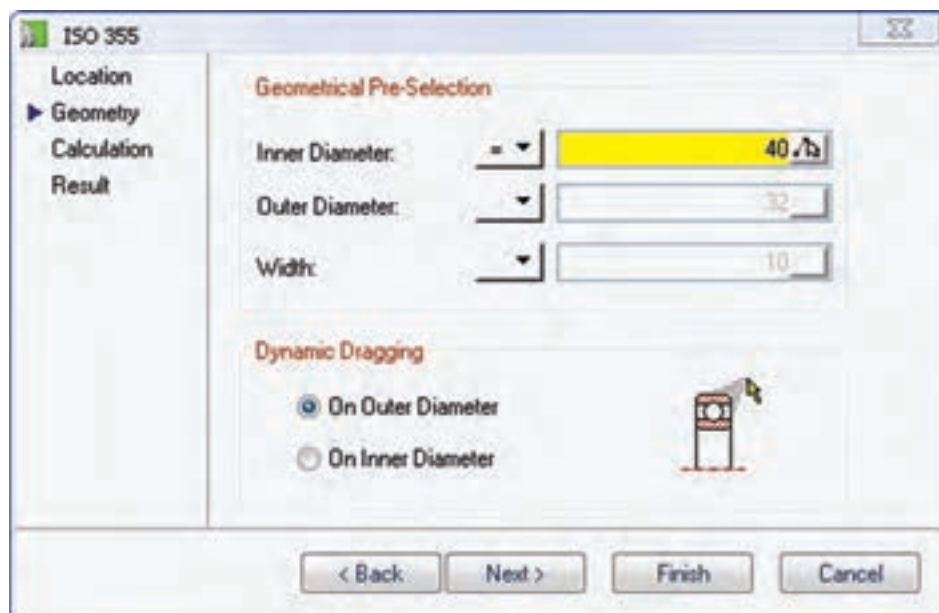 ISO 355
Location
Geometry
Calculation
Result
Geometrical Pre-Selection
Inner Diameter: = 40
Outer Diameter: 32
Width: 10
Dynamic Dragging
On Outer Diameter
On Inner Diameter
< Back Next > Finish Cancel